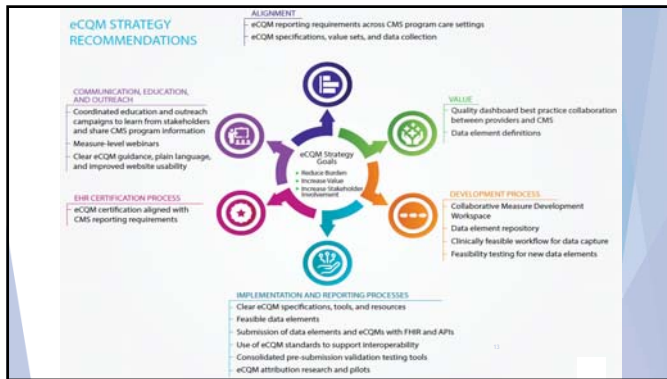 eCQM STRATEGY
RECOMMENDATIONS
ALIGNMENT
eCQM reporting requirements across CMS program care settings
eCQM specifications, value sets, and data collection
COMMUNICATION, EDUCATION,
AND OUTREACH
Coordinated education and outreach
campaigns to learn from stakeholders
and share CMS program information
Measure-level webinars
Clear eCQM guidance, plain language,
and improved website usability
VALUE
Quality dashboard best practice collaboration
between providers and CMS
Data element definitions
eCQM Strategy
Goals
Reduce Burden
Increase Value
Increase Stakeholder
Involvement
EHR CERTIFICATION PROCESS
eCQM certification aligned with
CMS reporting requirements
DEVELOPMENT PROCESS
Collaborative Measure Development
Workspace
Data element repository
Clinically feasible workflow for data capture
Feasibility testing for new data elements
IMPLEMENTATION AND REPORTING PROCESSES
Clear eCQM specifications, tools, and resources
Feasible data elements
Submission of data elements and eCQMs with FHIR and APIs
Use of eCQM standards to support interoperability
Consolidated pre-submission validation testing tools
eCQM attribution research and pilots